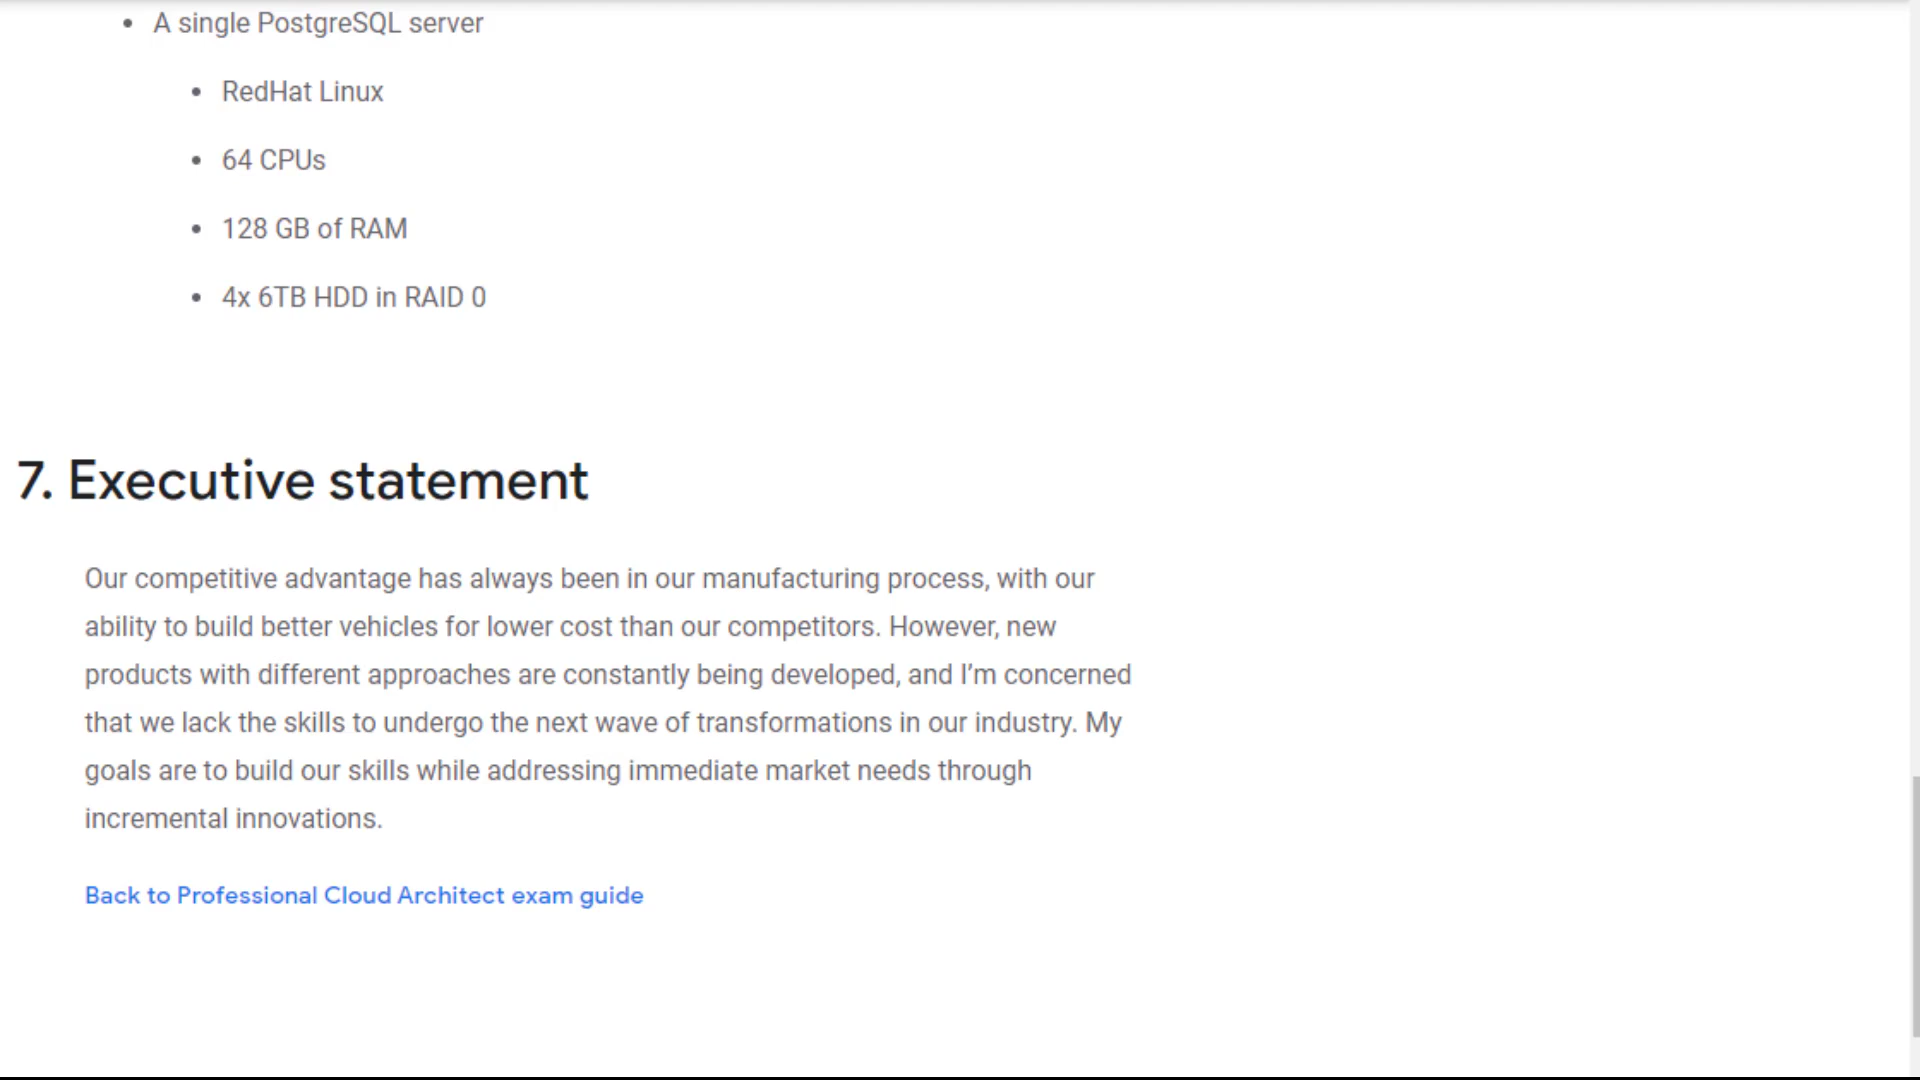 • A single PostgreSQL server
• RedHat Linux
• 64 CPUs
• 128 GB of RAM
• 4x 6TB HDD in RAID 0
7. Executive statement
Our competitive advantage has always been in our manufacturing process, with our
ability to build better vehicles for lower cost than our competitors. However, new
products with different approaches are constantly being developed, and I’m concerned
that we lack the skills to undergo the next wave of transformations in our industry. My
goals are to build our skills while addressing immediate market needs through
incremental innovations.
Back to Professional Cloud Architect exam guide